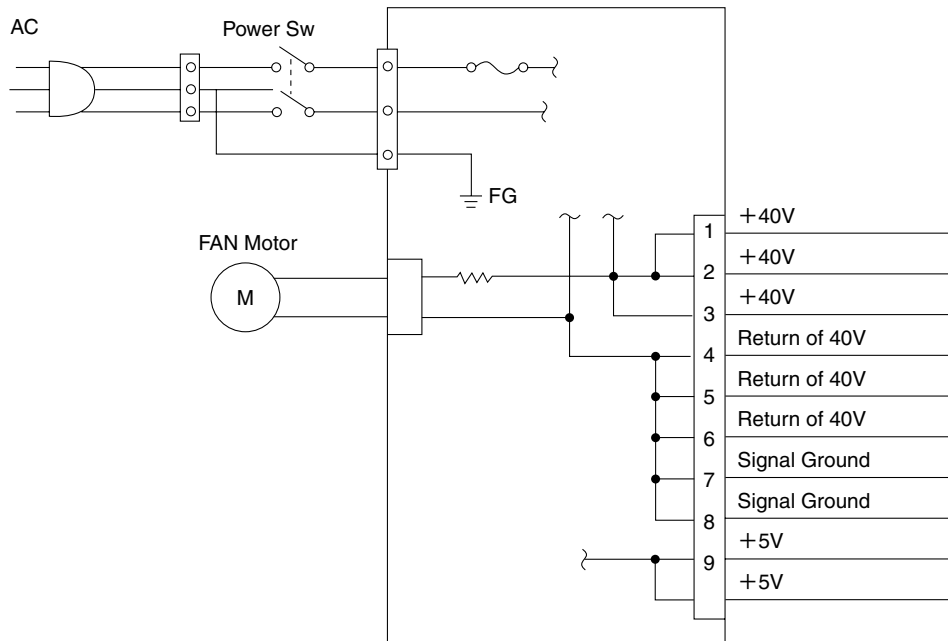 AC
Power Sw
FG
FAN Motor
M
1 +40V
2 +40V
3 +40V
4 Return of 40V
5 Return of 40V
6 Return of 40V
7 Signal Ground
8 Signal Ground
9 +5V
+5V